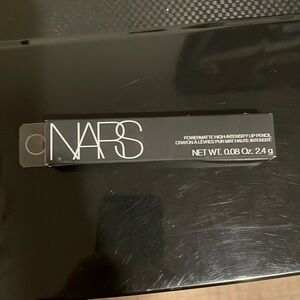 NARS
POWERMATTE HIGH-INTENSITY LIP PENCIL
CRAYON À LÈVRES PUR MAT HAUTE-INTENSITÉ
NET WT. 0.08 Oz. 2.4 g